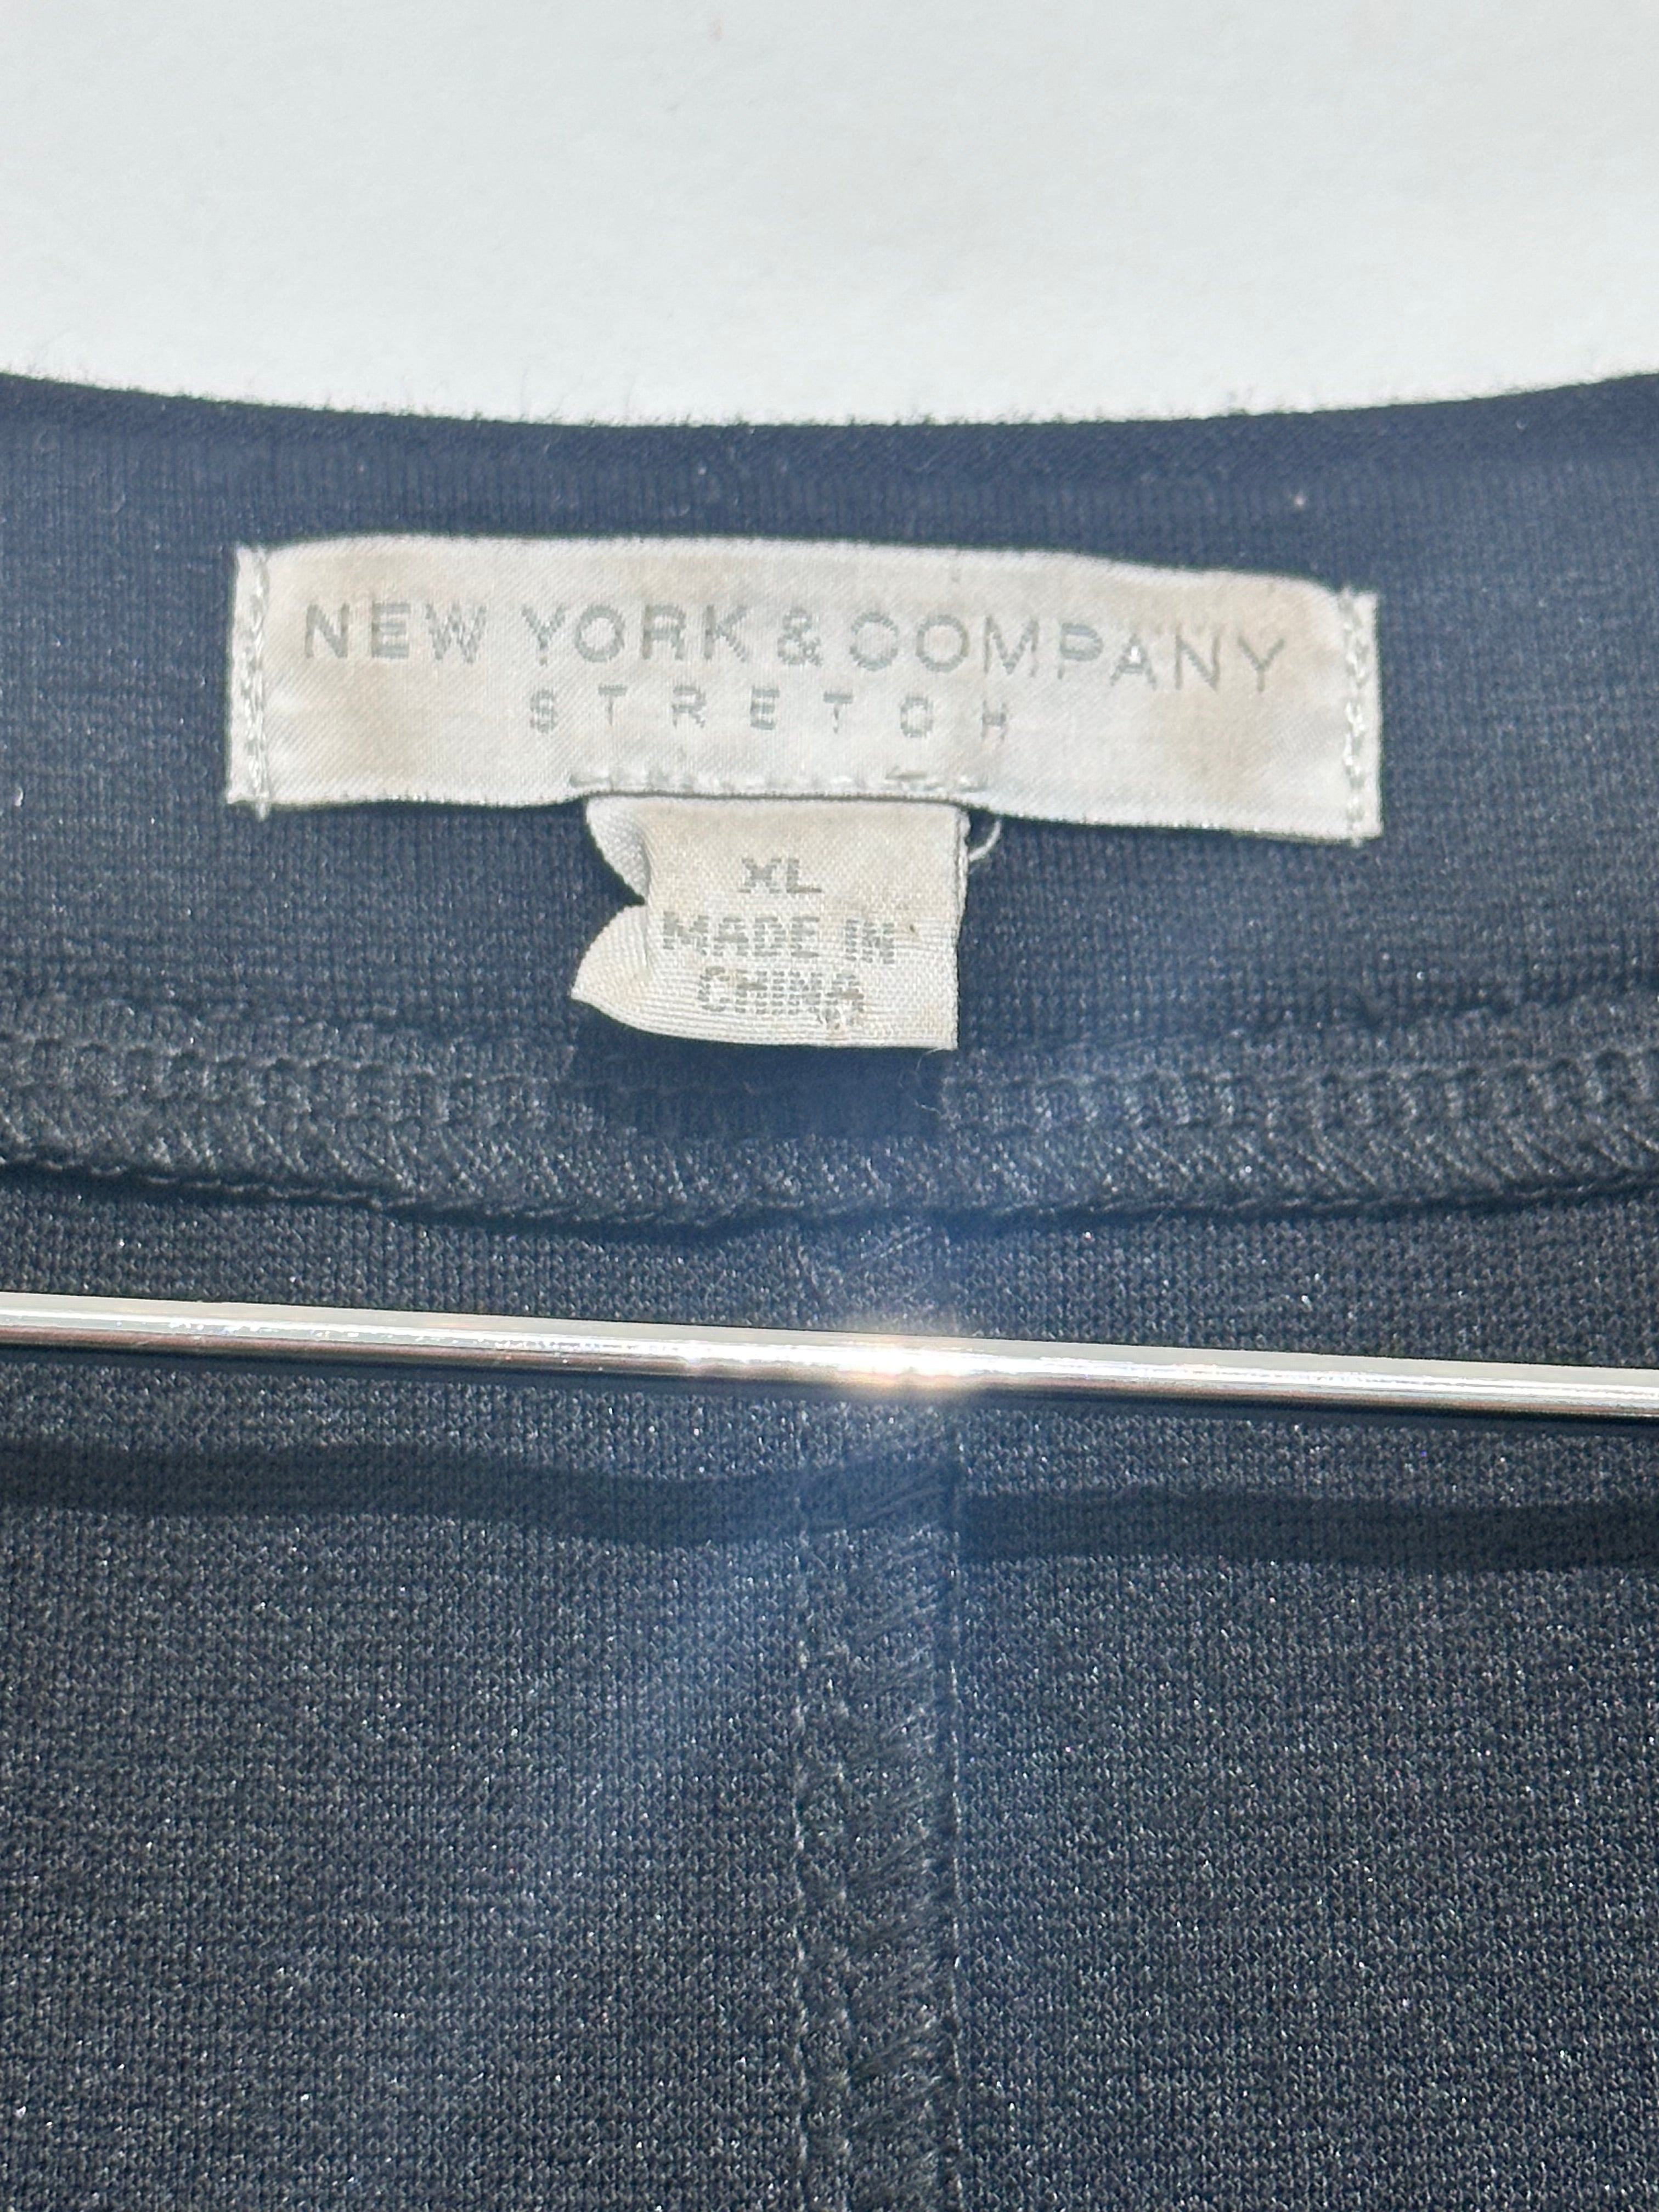 NEW YORK & COMPANY
STRETCH
XL
MADE IN
CHINA